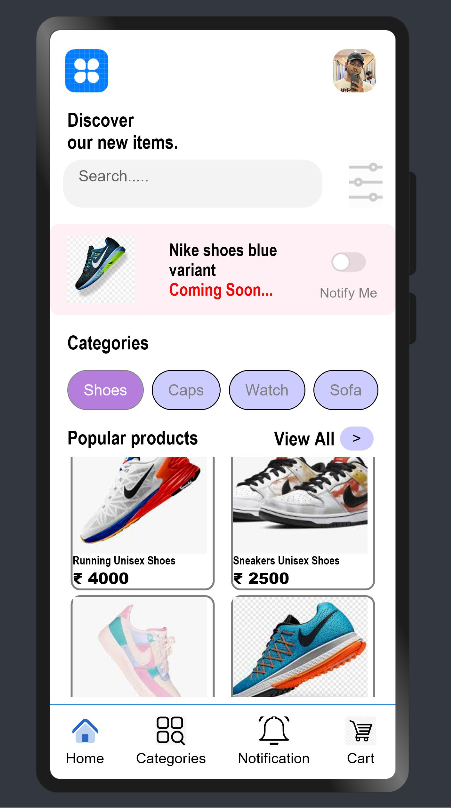 Discover
our new items.
Search.....
Nike shoes blue
variant
Coming Soon...
Notify Me
Categories
Shoes
Caps
Watch
Sofa
Popular products
View All >
Running Unisex Shoes
₹ 4000
Sneakers Unisex Shoes
₹ 2500
Home
Categories
Notification
Cart